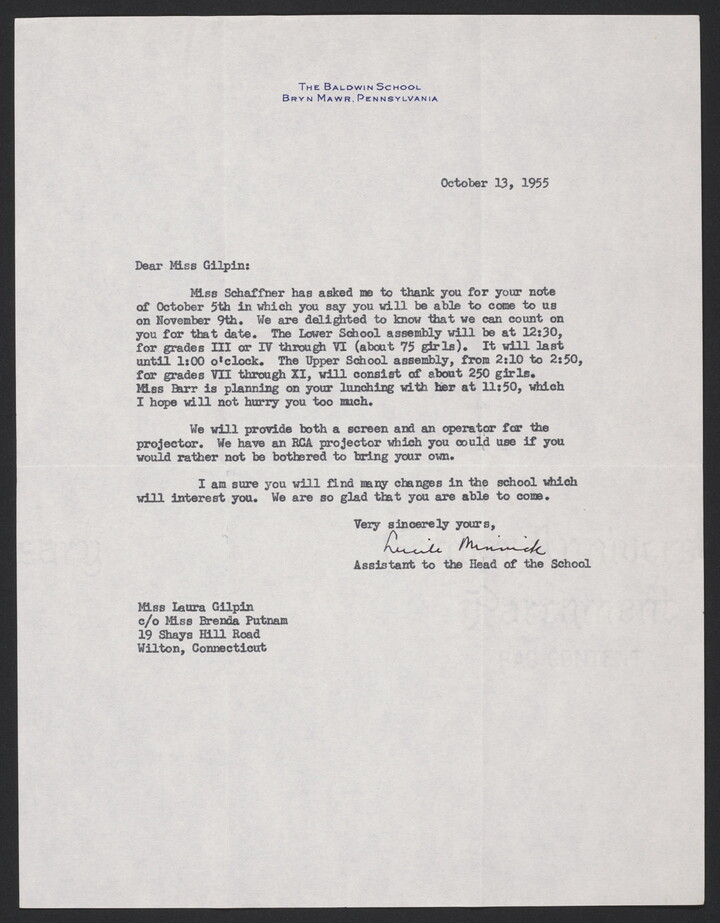 THE BALDWIN SCHOOL
BRYN MAWR, PENNSYLVANIA
October 13, 1955
Dear Miss Gilpin:
Miss Schaffner has asked me to thank you for your note
of October 5th in which you say you will be able to come to us
on November 9th. We are delighted to know that we can count on
you for that date. The Lower School assembly will be at 12:30,
for grades III or IV through VI (about 75 girls). It will last
until 1:00 o'clock. The Upper School assembly, from 2:10 to 2:50,
for grades VII through XI, will consist of about 250 girls.
Miss Barr is planning on your lunching with her at 11:50, which
I hope will not hurry you too much.
We will provide both a screen and an operator for the
projector. We have an RCA projector which you could use if you
would rather not be bothered to bring your own.
I am sure you will find many changes in the school which
will interest you. We are so glad that you are able to come.
Very sincerely yours,
Lucile Minnick
Assistant to the Head of the School
Miss Laura Gilpin
c/o Miss Brenda Putnam
19 Shays Hill Road
Wilton, Connecticut